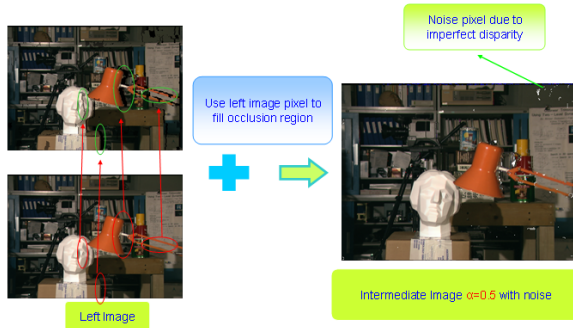 Noise pixel due to
imperfect disparity
Use left image pixel to
fill occlusion region
Left Image
Intermediate Image α=0.5 with noise